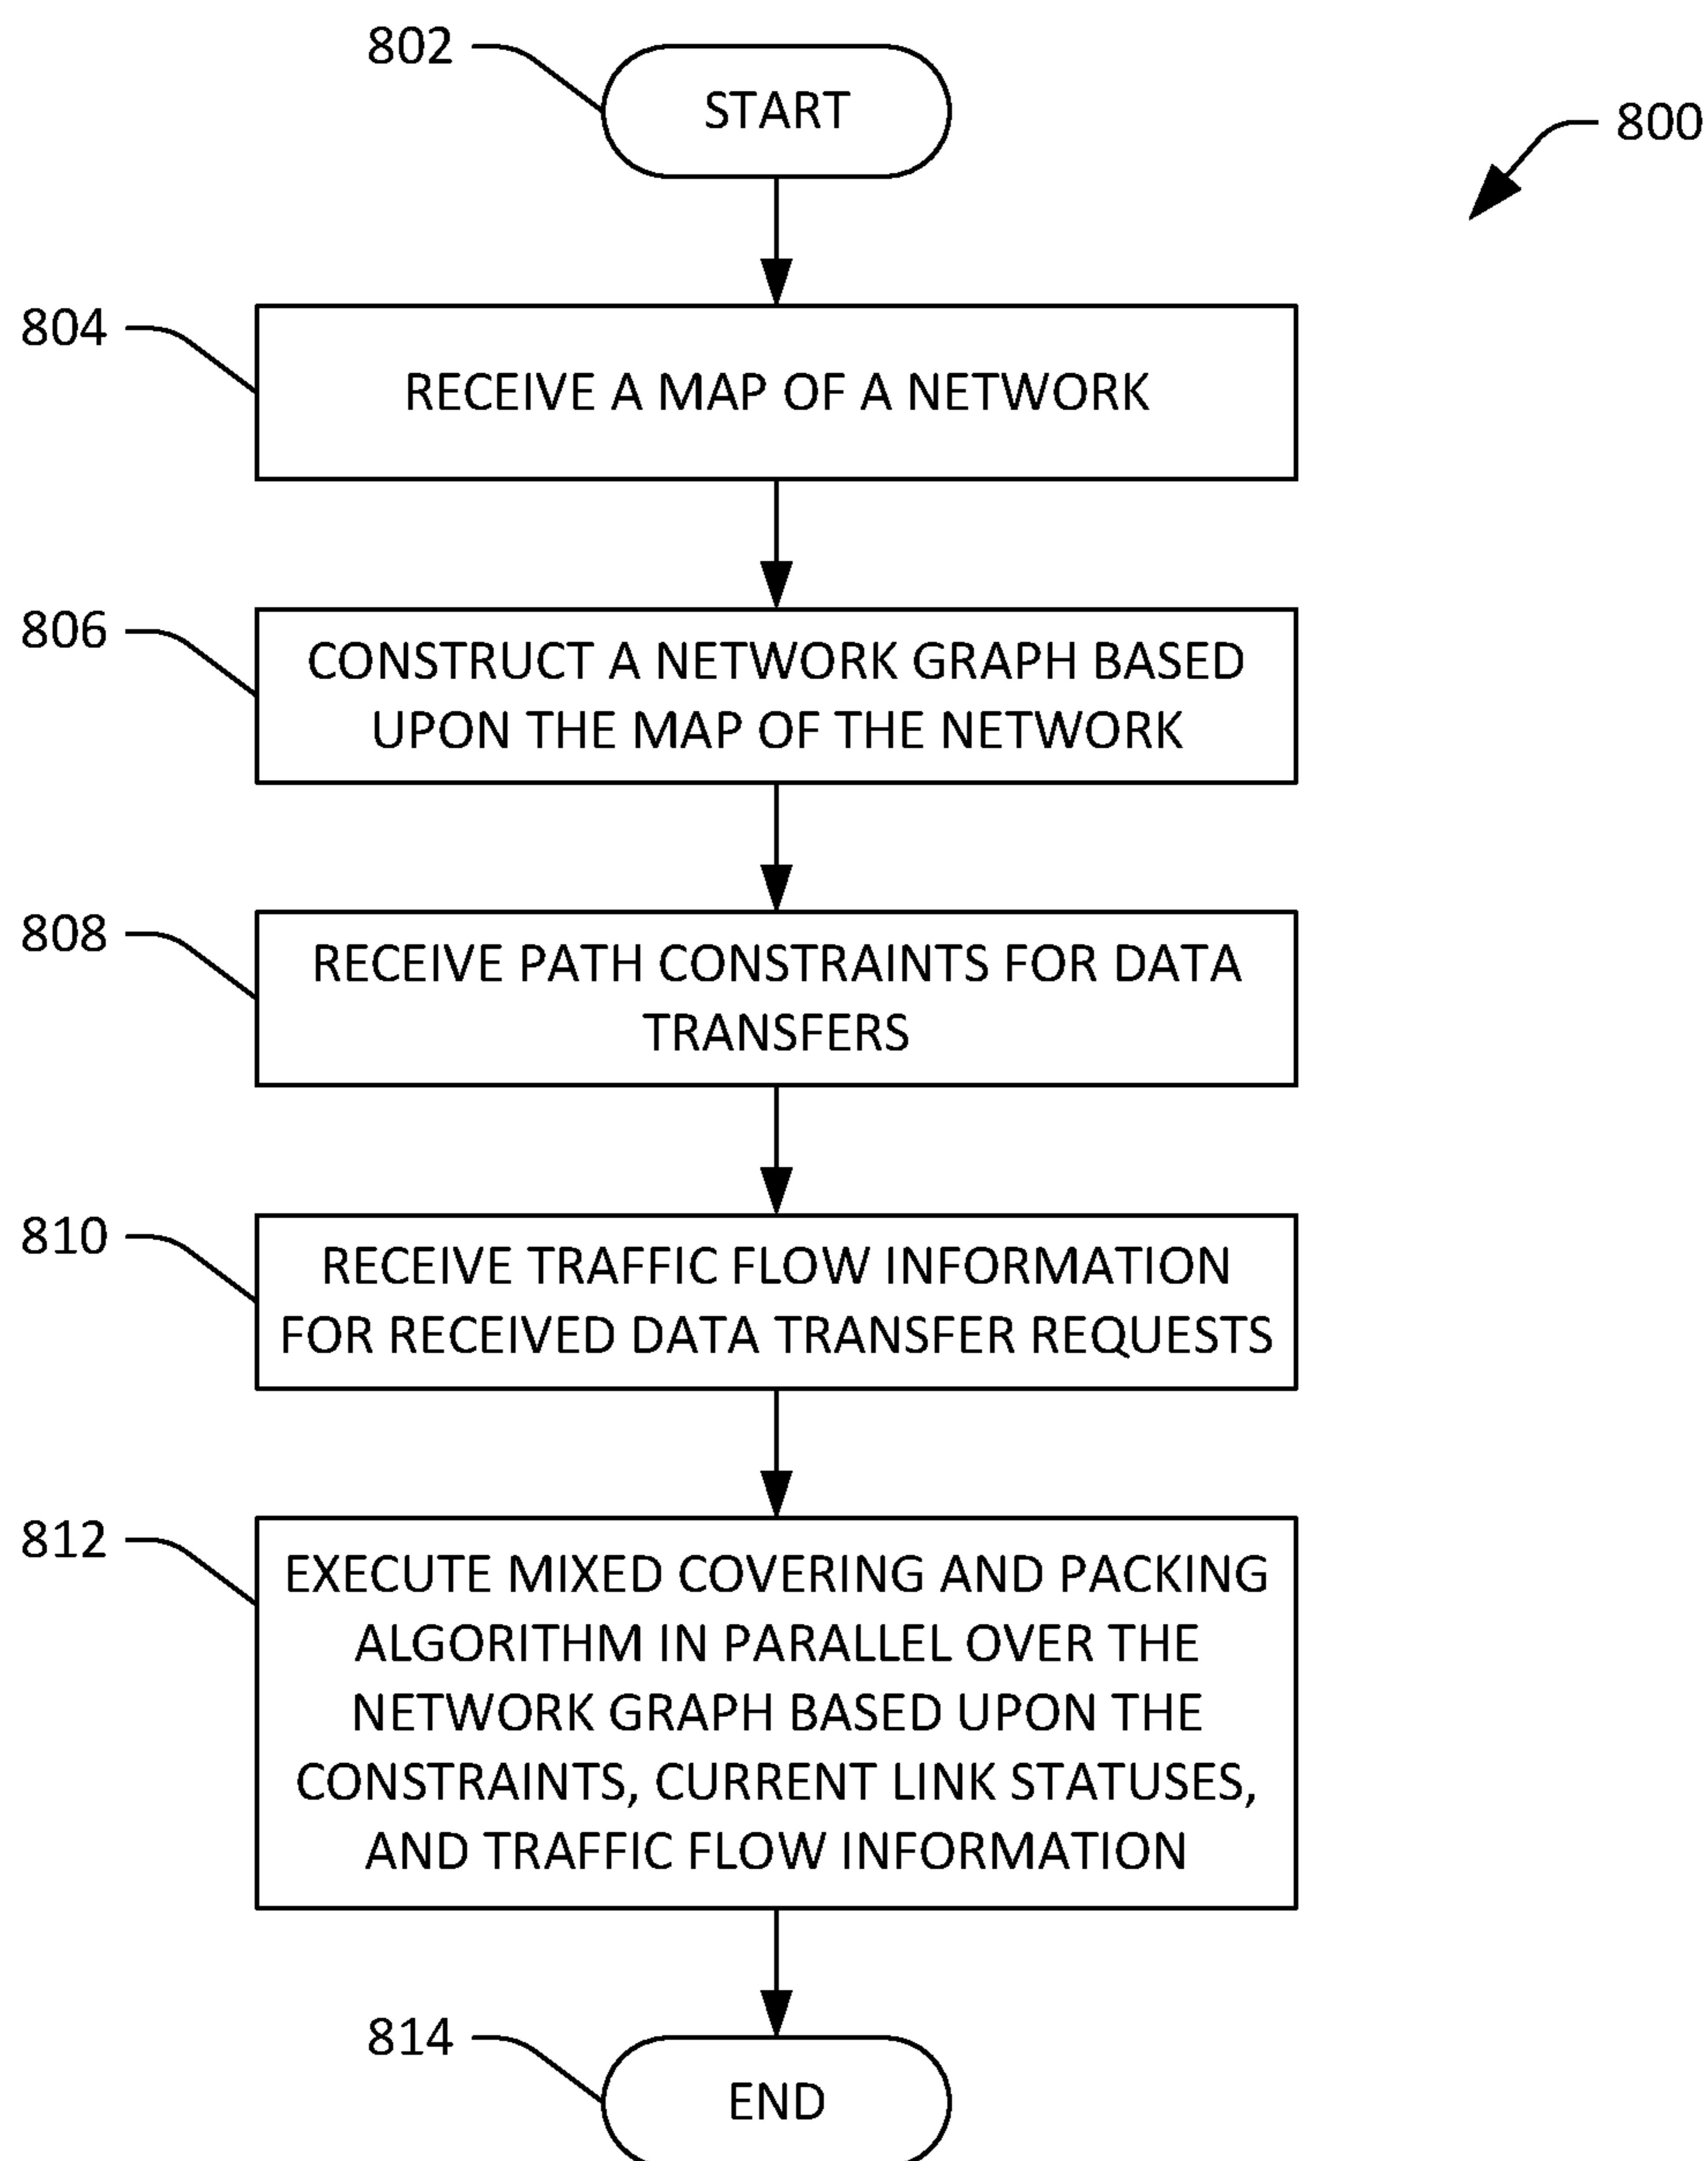 802
START
800
804
RECEIVE A MAP OF A NETWORK
806
CONSTRUCT A NETWORK GRAPH BASED
UPON THE MAP OF THE NETWORK
808
RECEIVE PATH CONSTRAINTS FOR DATA
TRANSFERS
810
RECEIVE TRAFFIC FLOW INFORMATION
FOR RECEIVED DATA TRANSFER REQUESTS
812
EXECUTE MIXED COVERING AND PACKING
ALGORITHM IN PARALLEL OVER THE
NETWORK GRAPH BASED UPON THE
CONSTRAINTS, CURRENT LINK STATUSES,
AND TRAFFIC FLOW INFORMATION
814
END